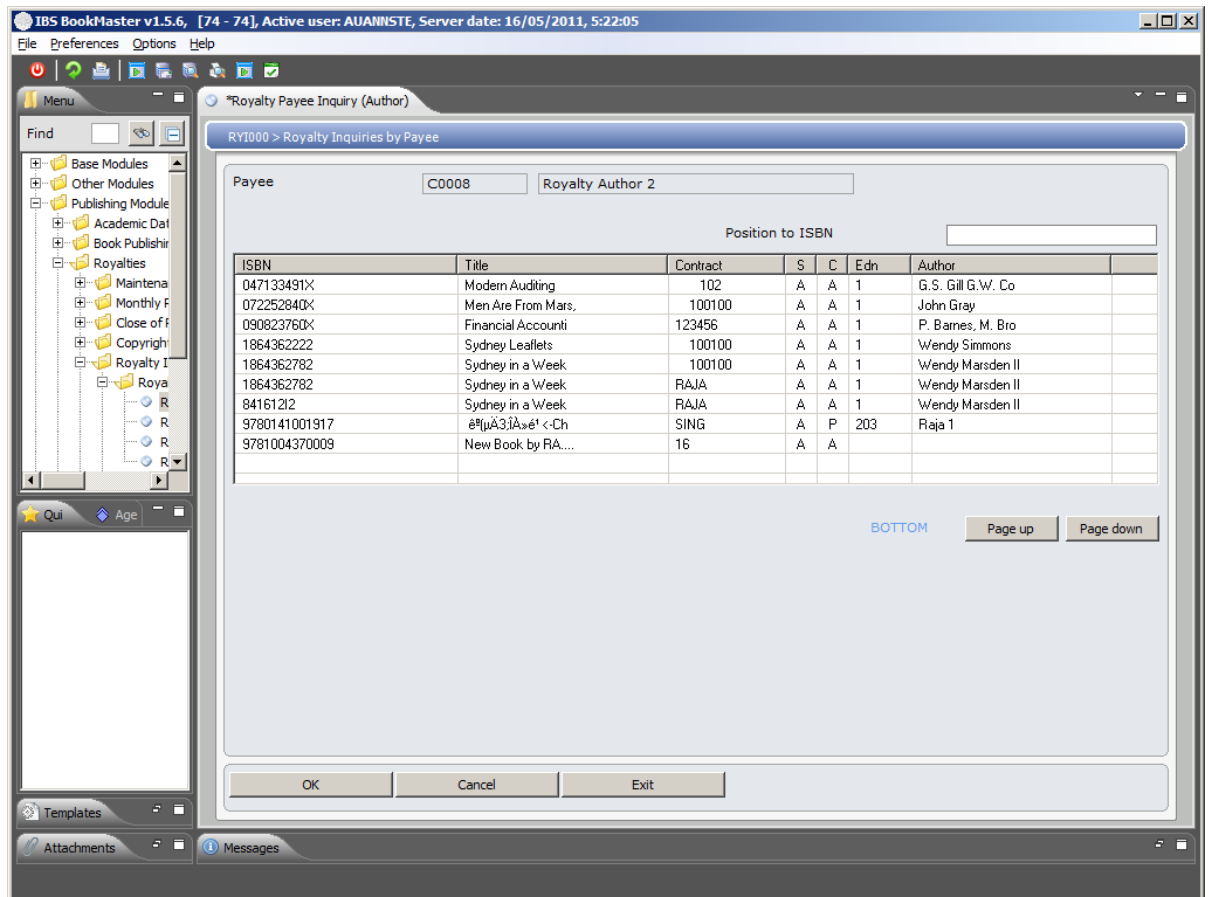 IBS BookMaster v1.5.6, [74 - 74], Active user: AUANNSTE, Server date: 16/05/2011, 5:22:05
File Preferences Options Help
Menu
*Royalty Payee Inquiry (Author)
Find
RYI000 > Royalty Inquiries by Payee
Base Modules
Other Modules
Publishing Module
Academic Dat
Book Publishin
Royalties
Maintena
Monthly P
Close of P
Copyright
Royalty I
Roya
R
R
R
R
Payee C0008 Royalty Author 2
Position to ISBN
ISBN Title Contract S C Edn Author
047133491X Modern Auditing 102 A A 1 G.S. Gill G.W. Co
072252840X Men Are From Mars, 100100 A A 1 John Gray
090823760X Financial Accounti 123456 A A 1 P. Barnes, M. Bro
1864362222 Sydney Leaflets 100100 A A 1 Wendy Simmons
1864362782 Sydney in a Week 100100 A A 1 Wendy Marsden II
1864362782 Sydney in a Week RAJA A A 1 Wendy Marsden II
84161212 Sydney in a Week RAJA A A 1 Wendy Marsden II
9780141001917 SING A P 203 Raja 1
9781004370009 New Book by RA.... 16 A A
BOTTOM Page up Page down
Qui Age
OK Cancel Exit
Templates
Attachments
Messages